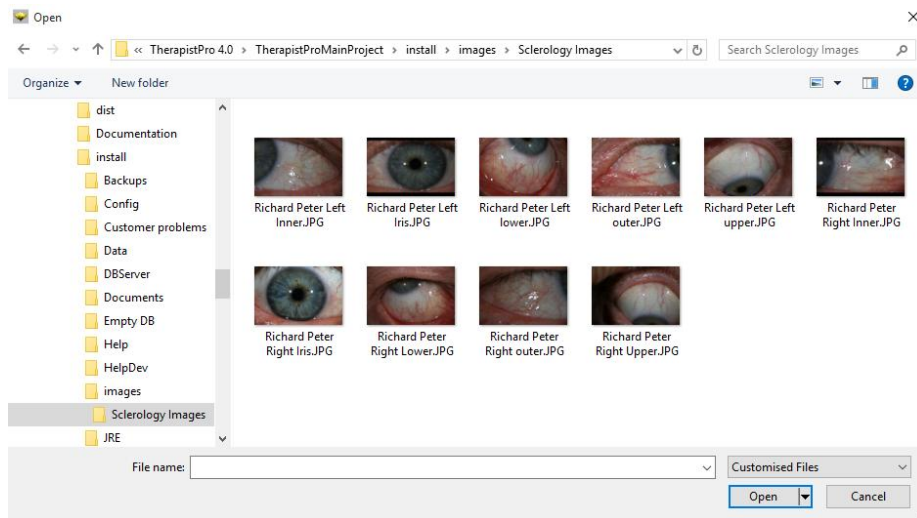 Open
« TherapistPro 4.0 › TherapistProMainProject › install › images › Sclerology Images
Search Sclerology Images
Organize
New folder
dist
Documentation
install
Backups
Config
Customer problems
Data
DBServer
Documents
Empty DB
Help
HelpDev
images
Sclerology Images
JRE
Richard Peter Left
Inner.JPG
Richard Peter Left
Iris.JPG
Richard Peter Left
lower.JPG
Richard Peter Left
outer.JPG
Richard Peter Left
upper.JPG
Richard Peter
Right Inner.JPG
Richard Peter
Right Iris.JPG
Richard Peter
Right Lower.JPG
Richard Peter
Right outer.JPG
Richard Peter
Right Upper.JPG
File name:
Customised Files
Open
Cancel